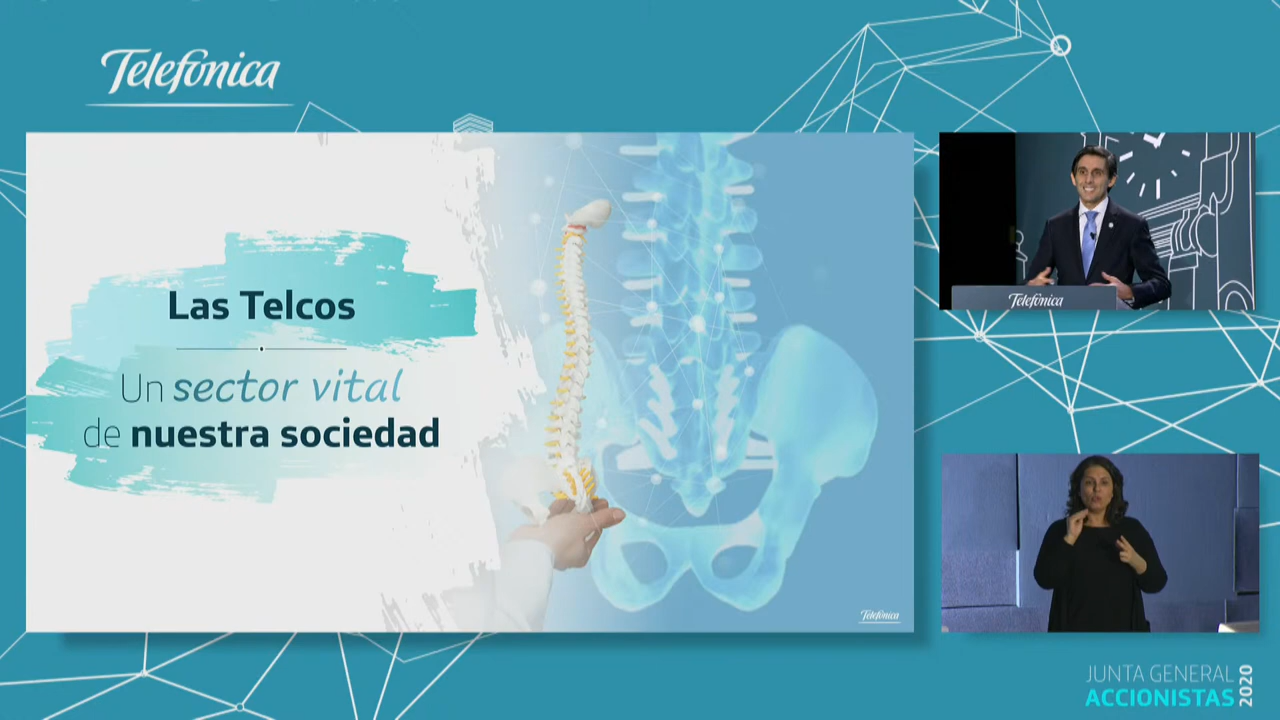 Telefónica
Las Telcos
Un sector vital
de nuestra sociedad
Telefónica
Telefónica
JUNTA GENERAL
ACCIONISTAS
2020